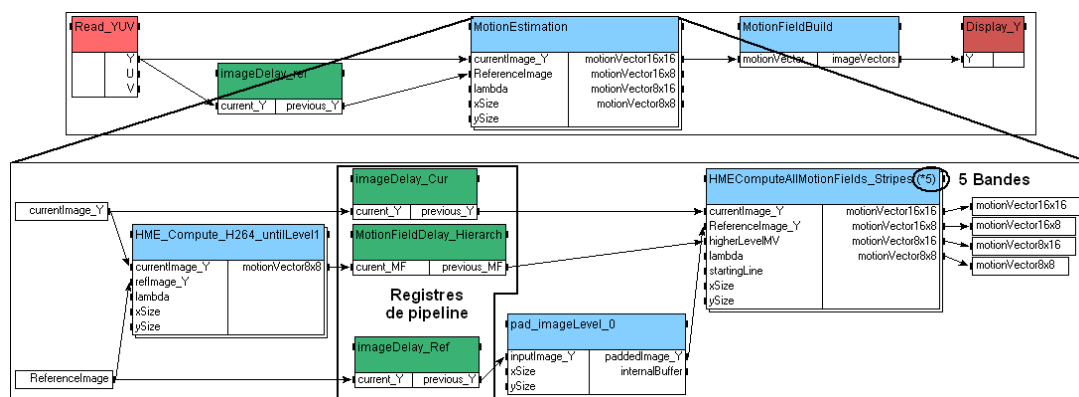 Read_YUV
Y
U
V
imageDelay_ref
current_Y previous_Y
MotionEstimation
currentImage_Y motionVector16x16
ReferenceImage motionVector16x8
lambda motionVector8x16
xSize motionVector8x8
ySize
MotionFieldBuild
motionVector imageVectors
Display_Y
Y
currentImage_Y
ReferenceImage
HME_Compute_H264_untilLevel1
currentImage_Y motionVector8x8
refImage_Y
lambda
xSize
ySize
imageDelay_Cur
current_Y previous_Y
MotionFieldDelay_Hierarch
curent_MF previous_MF
Registres
de pipeline
imageDelay_Ref
current_Y previous_Y
pad_imageLevel_0
inputImage_Y paddedImage_Y
xSize internalBuffer
ySize
HMEComputeAllMotionFields_Stripes (*5)
currentImage_Y motionVector16x16
ReferenceImage_Y motionVector16x8
higherLevelMV motionVector8x16
lambda motionVector8x8
startingLine
xSize
ySize
5 Bandes
motionVector16x16
motionVector16x8
motionVector8x16
motionVector8x8